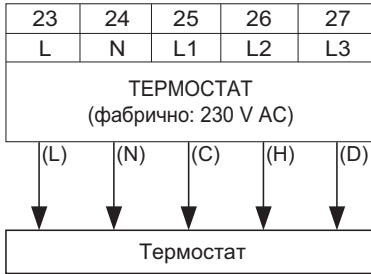 23 24 25 26 27
L N L1 L2 L3
ТЕРМОСТАТ
(фабрично: 230 V AC)
(L) (N) (C) (H) (D)
Термостат